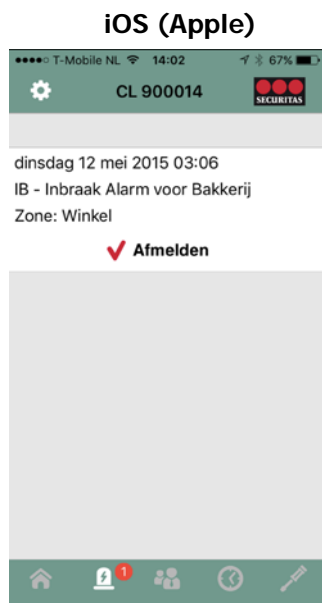 iOS (Apple)
T-Mobile NL 14:02 67%
CL 900014
SECURITAS
dinsdag 12 mei 2015 03:06
IB - Inbraak Alarm voor Bakkerij
Zone: Winkel
Afmelden
1